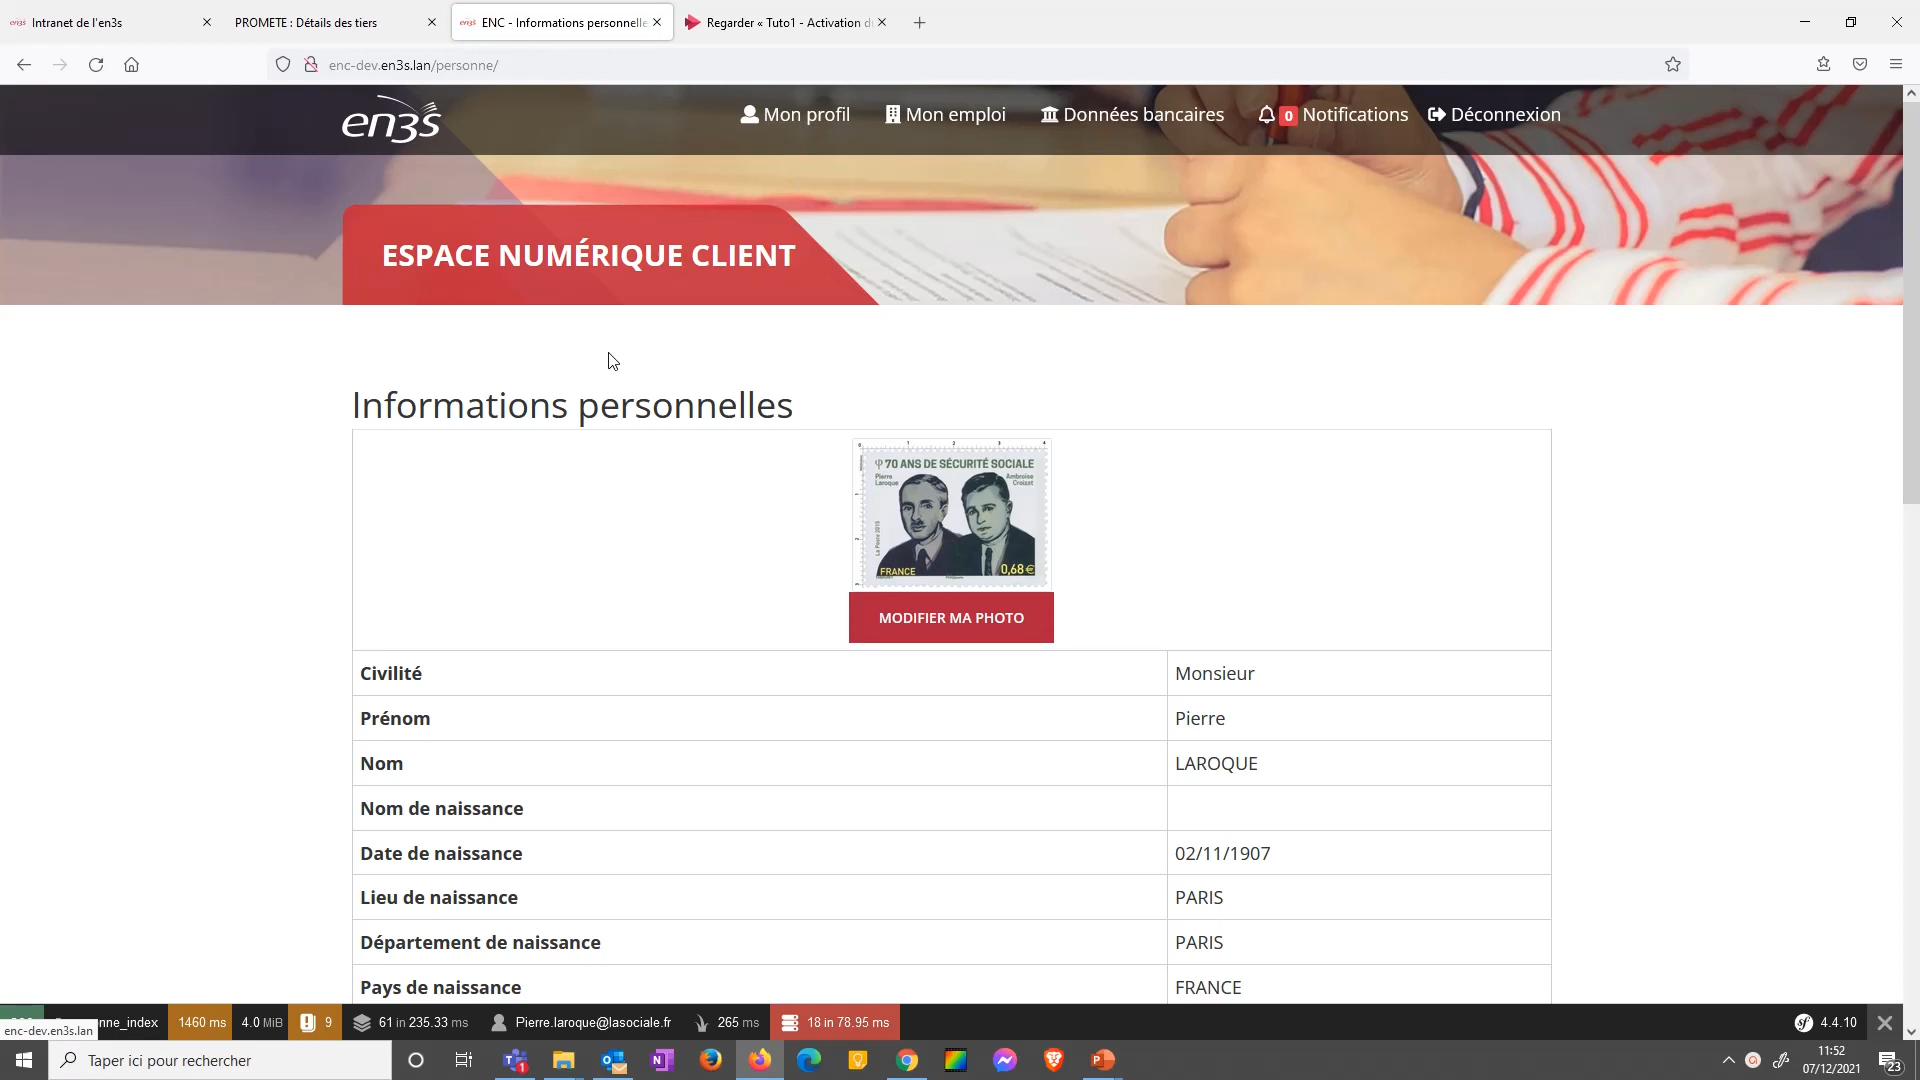 en3s Intranet de l'en3s
PROMETE : Détails des tiers
en3s ENC - Informations personnelle
Regarder « Tuto1 - Activation d
enc-dev.en3s.lan/personne/
en3s
Mon profil
Mon emploi
Données bancaires
0 Notifications
Déconnexion
ESPACE NUMÉRIQUE CLIENT
Informations personnelles
70 ANS DE SÉCURITÉ SOCIALE
Pierre Laroque
Ambroise Croizat
La Poste 2015
FRANCE
0,68€
MODIFIER MA PHOTO
Civilité Monsieur
Prénom Pierre
Nom LAROQUE
Nom de naissance
Date de naissance 02/11/1907
Lieu de naissance PARIS
Département de naissance PARIS
Pays de naissance FRANCE
nne_index 1460 ms 4.0 MiB 9 61 in 235.33 ms Pierre.laroque@lasociale.fr 265 ms 18 in 78.95 ms sf 4.4.10
enc-dev.en3s.lan
Taper ici pour rechercher
11:52
07/12/2021
23